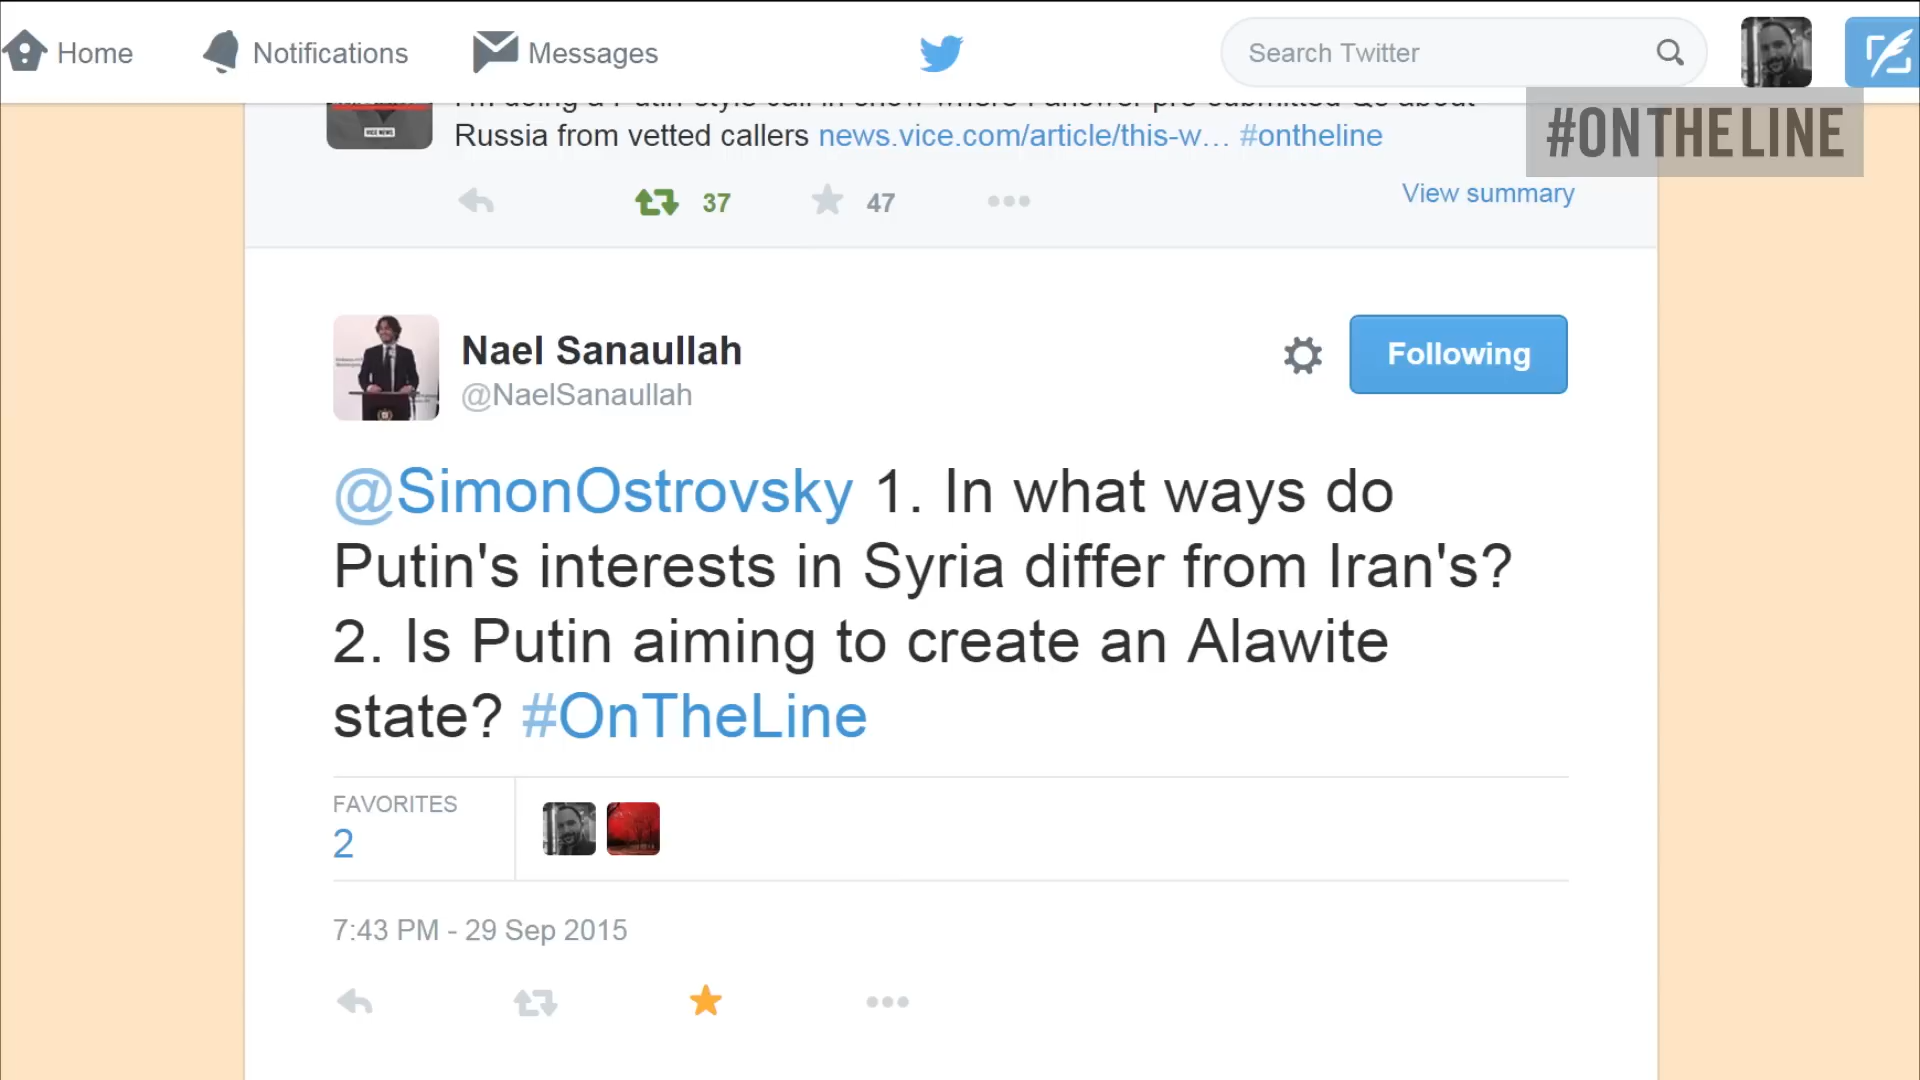 Home
Notifications
Messages
Search Twitter
#ONTHELINE
I'm doing a Putin-style call in show where I answer pre-submitted Qs about
VICE NEWS
Russia from vetted callers news.vice.com/article/this-w… #ontheline
37
47
View summary
Nael Sanaullah
@NaelSanaullah
Following
@SimonOstrovsky 1. In what ways do
Putin's interests in Syria differ from Iran's?
2. Is Putin aiming to create an Alawite
state? #OnTheLine
FAVORITES
2
7:43 PM - 29 Sep 2015